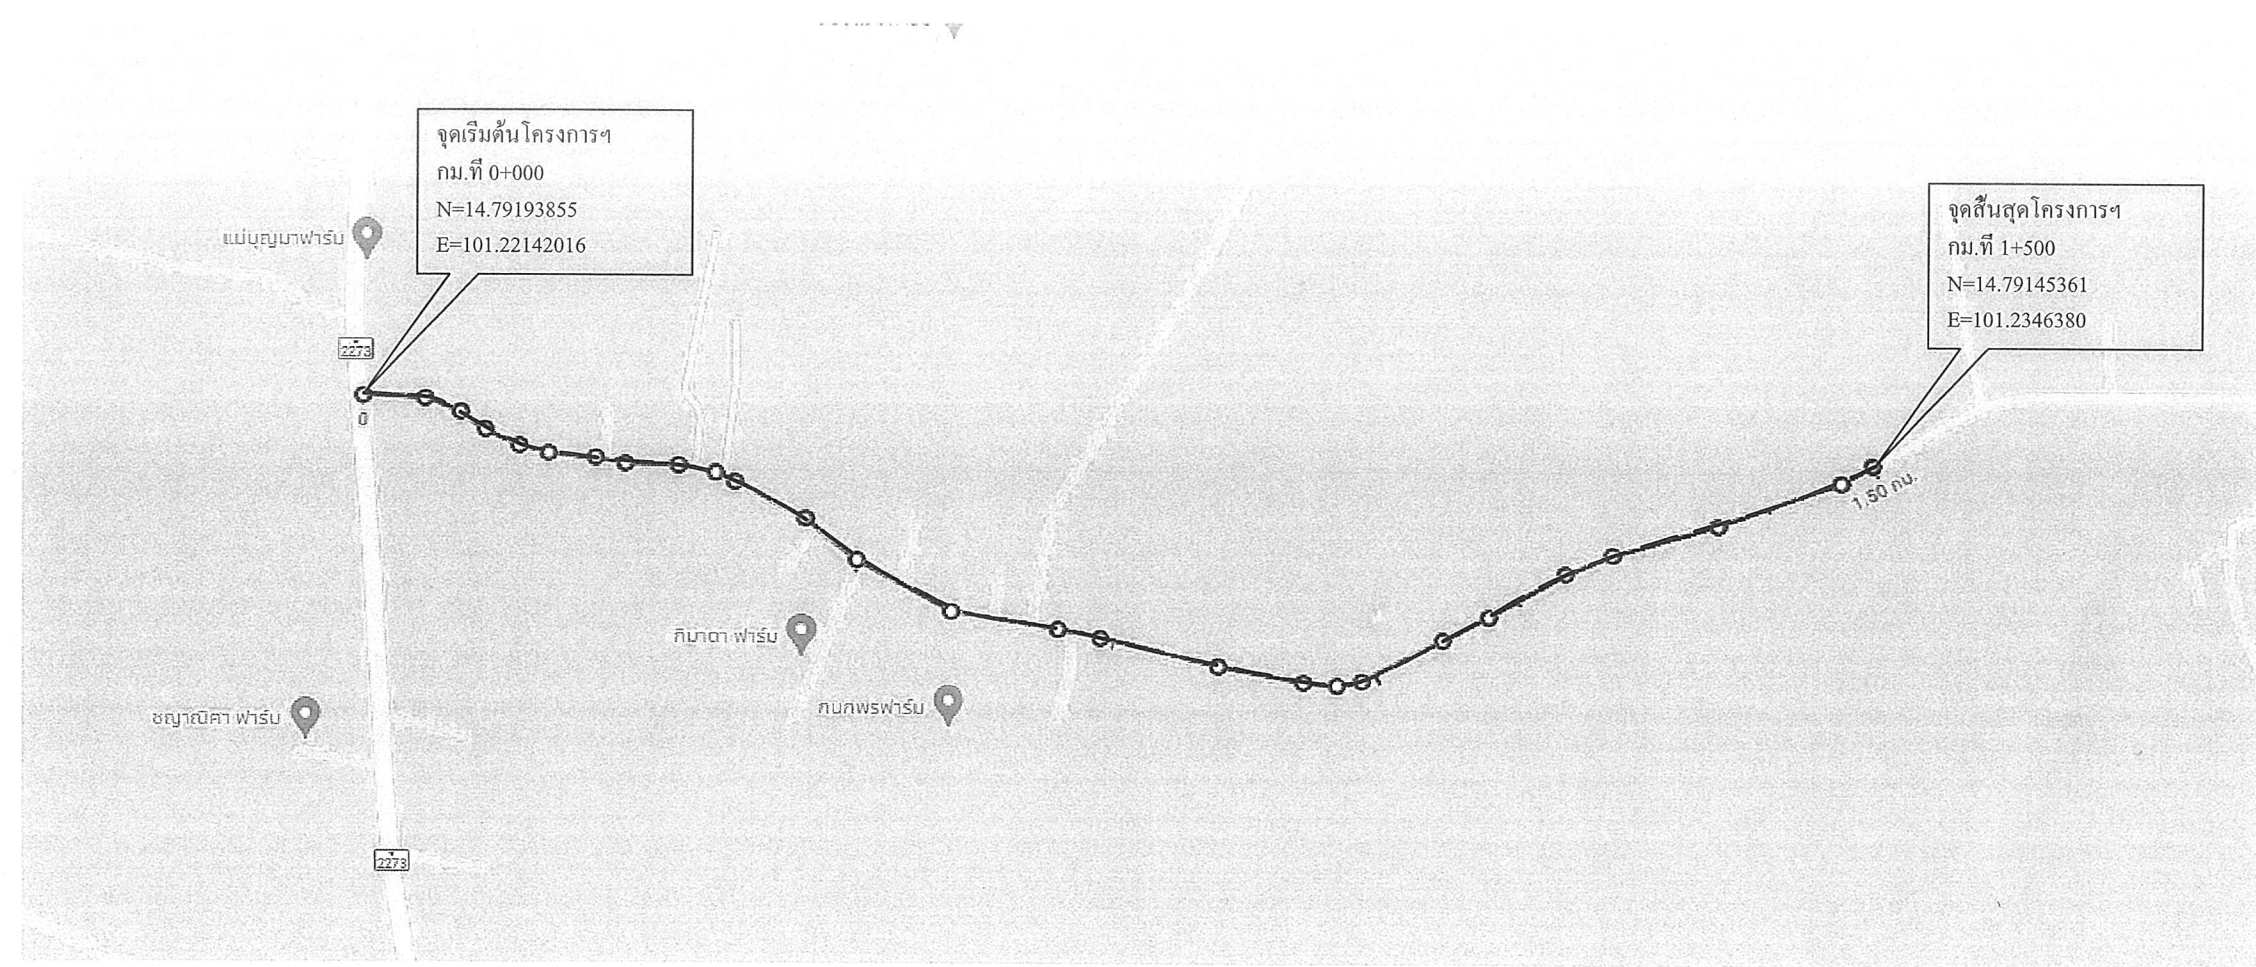 จุดเริ่มต้นโครงการฯ
กม.ที่ 0+000
N=14.79193855
E=101.22142016
จุดสิ้นสุดโครงการฯ
กม.ที่ 1+500
N=14.79145361
E=101.2346380
แม่บุญมาฟาร์ม
2273
0
1.50 กม.
ภิมาดา ฟาร์ม
กนกพรฟาร์ม
ชญาณิศา ฟาร์ม
2273